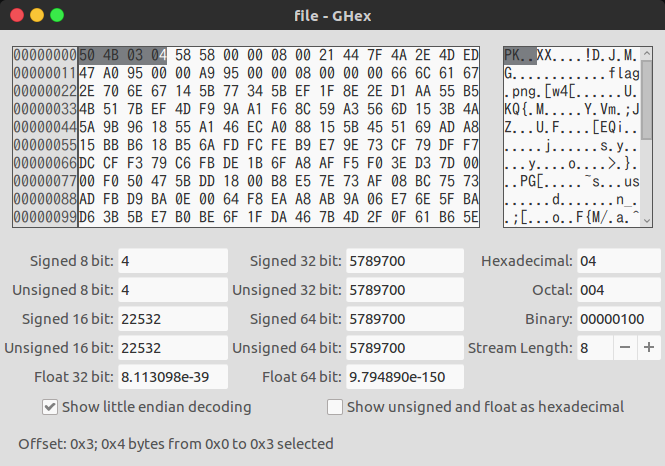 file - GHex
00000000 50 4B 03 04 58 58 00 00 08 00 21 44 7F 4A 2E 4D ED PK..XX....!D.J.M.
00000011 47 A0 95 00 00 A9 95 00 00 08 00 00 00 66 6C 61 67 G............flag
00000022 2E 70 6E 67 14 5B 77 34 5B EF 1F 8E 2E D1 AA 55 B5 .png.[w4[......U.
00000033 4B 51 7B EF 4D F9 9A A1 F6 8C 59 A3 56 6D 15 3B 4A KQ{.M.....Y.Vm.;J
00000044 5A 9B 96 18 55 A1 46 EC A0 88 15 5B 45 51 69 AD A8 Z...U.F....[EQi..
00000055 15 BB B6 18 B5 6A FD FC FE B9 E7 9E 73 CF 79 DF F7 .....j......s.y..
00000066 DC CF F3 79 C6 FB DE 1B 6F A8 AF F5 F0 3E D3 7D 00 ...y....o....>.}.
00000077 00 F0 50 47 5B DD 18 00 B8 E5 7E 73 AF 08 BC 75 73 ..PG[.....~s...us
00000088 AD FB D9 BA 0E 00 64 F8 EA A8 AB 9A 06 E7 6E 5F BA ......d.......n_.
00000099 D6 3B 5B E7 B0 BE 6F 1F DA 46 7B 4D 2F 0F 61 B6 5E .;[...o..F{M/.a.^
Signed 8 bit: 4 Signed 32 bit: 5789700 Hexadecimal: 04
Unsigned 8 bit: 4 Unsigned 32 bit: 5789700 Octal: 004
Signed 16 bit: 22532 Signed 64 bit: 5789700 Binary: 00000100
Unsigned 16 bit: 22532 Unsigned 64 bit: 5789700 Stream Length: 8 − +
Float 32 bit: 8.113098e-39 Float 64 bit: 9.794890e-150
Show little endian decoding Show unsigned and float as hexadecimal
Offset: 0x3; 0x4 bytes from 0x0 to 0x3 selected